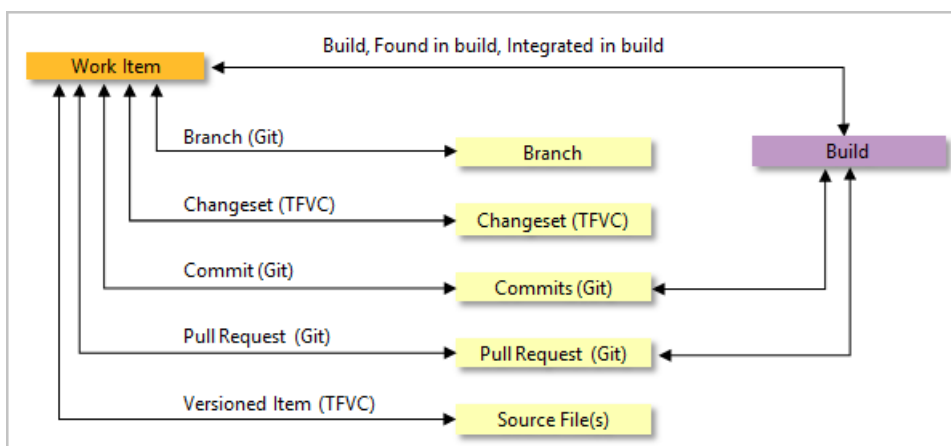 Build, Found in build, Integrated in build
Work Item
Branch (Git)
Branch
Build
Changeset (TFVC)
Changeset (TFVC)
Commit (Git)
Commits (Git)
Pull Request (Git)
Pull Request (Git)
Versioned Item (TFVC)
Source File(s)